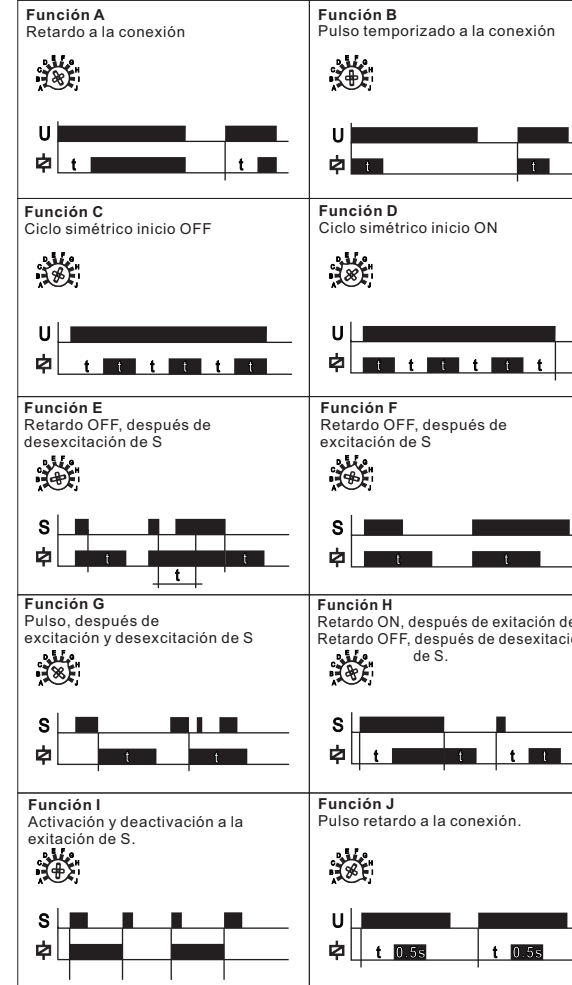 Función A
Retardo a la conexión
A B C D E F G H I J
U
t t
Función B
Pulso temporizado a la conexión
A B C D E F G H I J
U
t t
Función C
Ciclo simétrico inicio OFF
A B C D E F G H I J
U
t t t t t t
Función D
Ciclo simétrico inicio ON
A B C D E F G H I J
U
t t t t t t
Función E
Retardo OFF, después de
desexcitación de S
A B C D E F G H I J
S
t t
t
Función F
Retardo OFF, después de
excitación de S
A B C D E F G H I J
S
t t
Función G
Pulso, después de
excitación y desexcitación de S
A B C D E F G H I J
S
t t
Función H
Retardo ON, después de exitación de
Retardo OFF, después de desexitació
de S.
A B C D E F G H I J
S
t t t t
Función I
Activación y deactivación a la
exitación de S.
A B C D E F G H I J
S
Función J
Pulso retardo a la conexión.
A B C D E F G H I J
U
t 0.5s t 0.5s